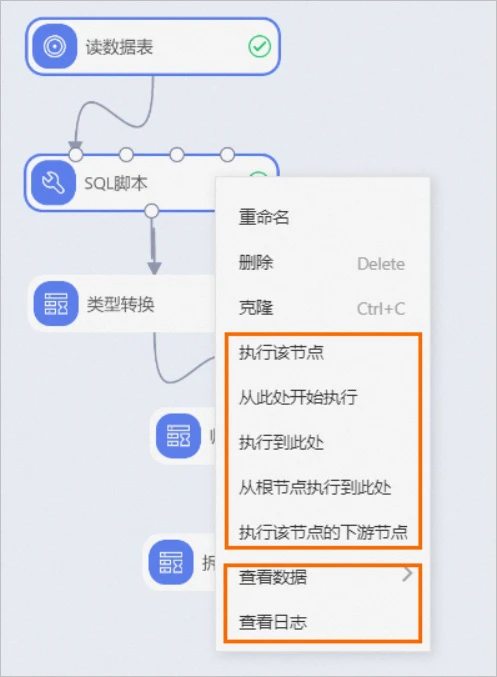 读数据表
SQL脚本
重命名
删除 Delete
类型转换
克隆 Ctrl+C
执行该节点
从此处开始执行
执行到此处
从根节点执行到此处
执行该节点的下游节点
拆
查看数据
查看日志